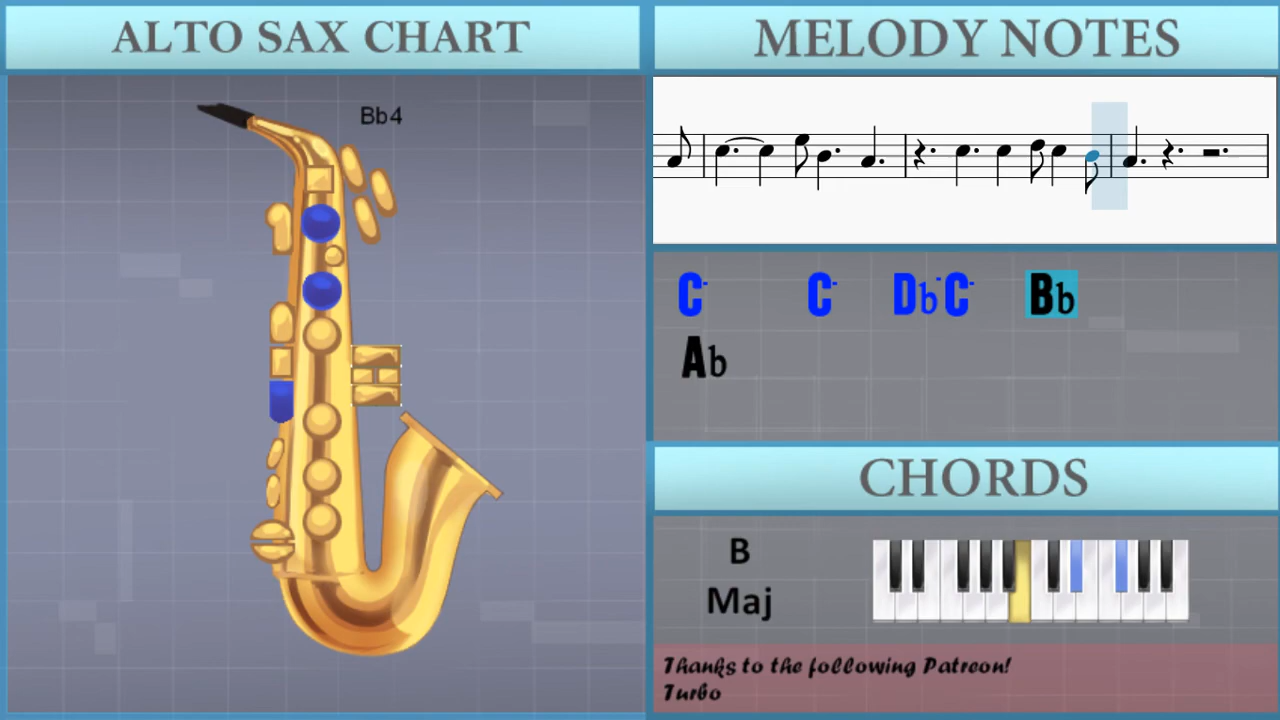 ALTO SAX CHART
Bb4
MELODY NOTES
C- C- Db-C- Bb
Ab
CHORDS
B
Maj
Thanks to the following Patreon!
Turbo